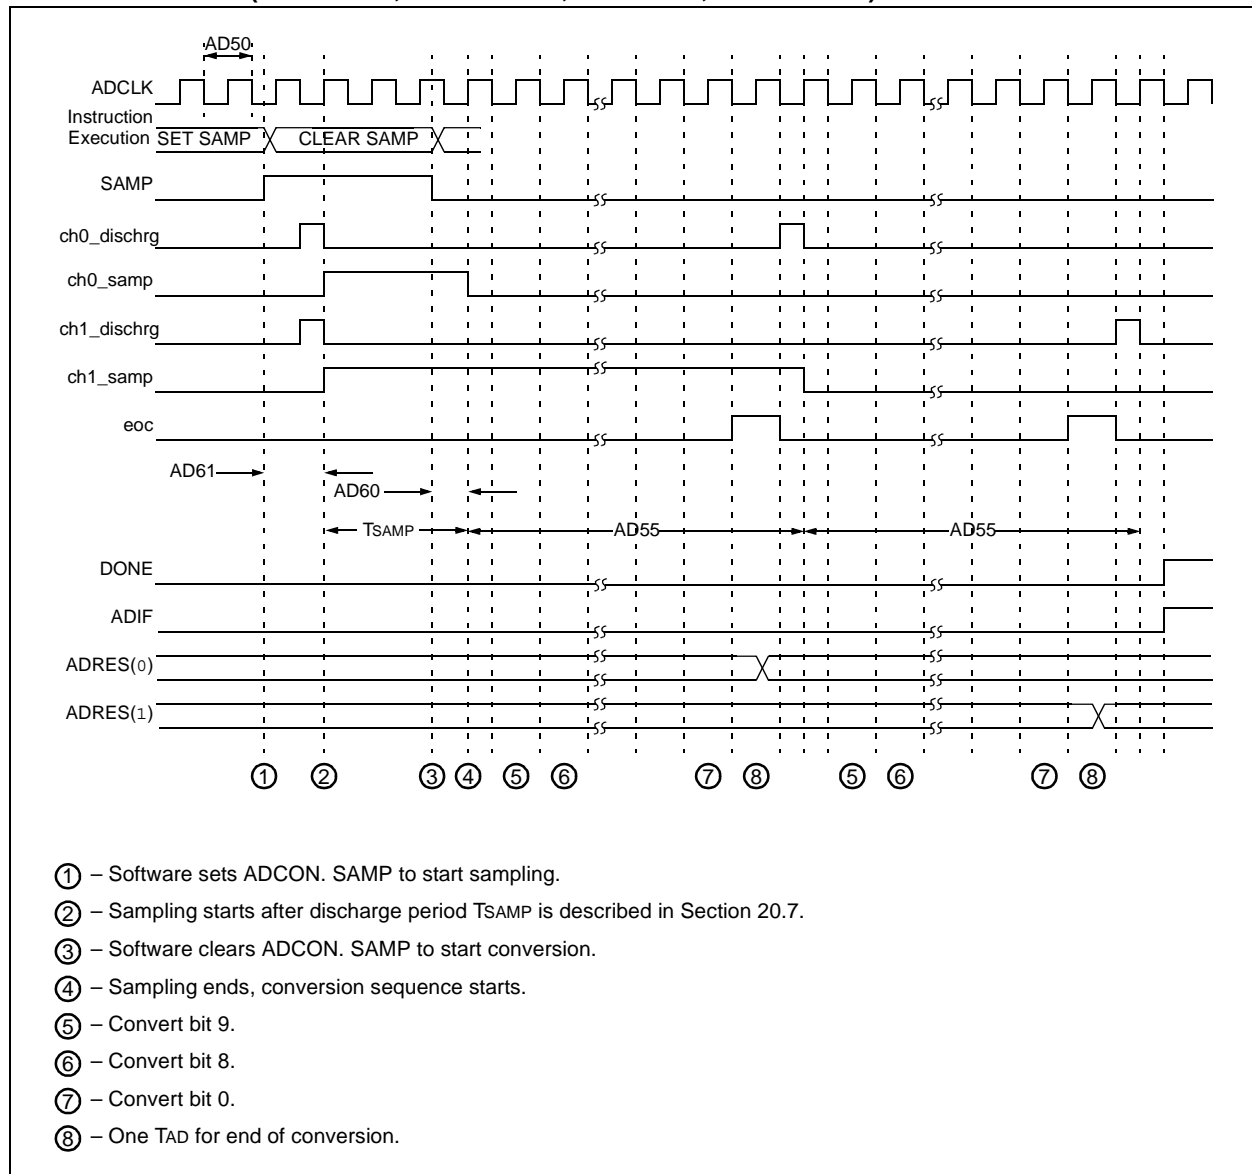 AD50
ADCLK
Instruction
Execution SET SAMP CLEAR SAMP
SAMP
ch0_dischrg
ch0_samp
ch1_dischrg
ch1_samp
eoc
AD61
AD60
TSAMP AD55 AD55
DONE
ADIF
ADRES(0)
ADRES(1)
1 2 3 4 5 6 7 8 5 6 7 8
1 – Software sets ADCON. SAMP to start sampling.
2 – Sampling starts after discharge period TSAMP is described in Section 20.7.
3 – Software clears ADCON. SAMP to start conversion.
4 – Sampling ends, conversion sequence starts.
5 – Convert bit 9.
6 – Convert bit 8.
7 – Convert bit 0.
8 – One TAD for end of conversion.